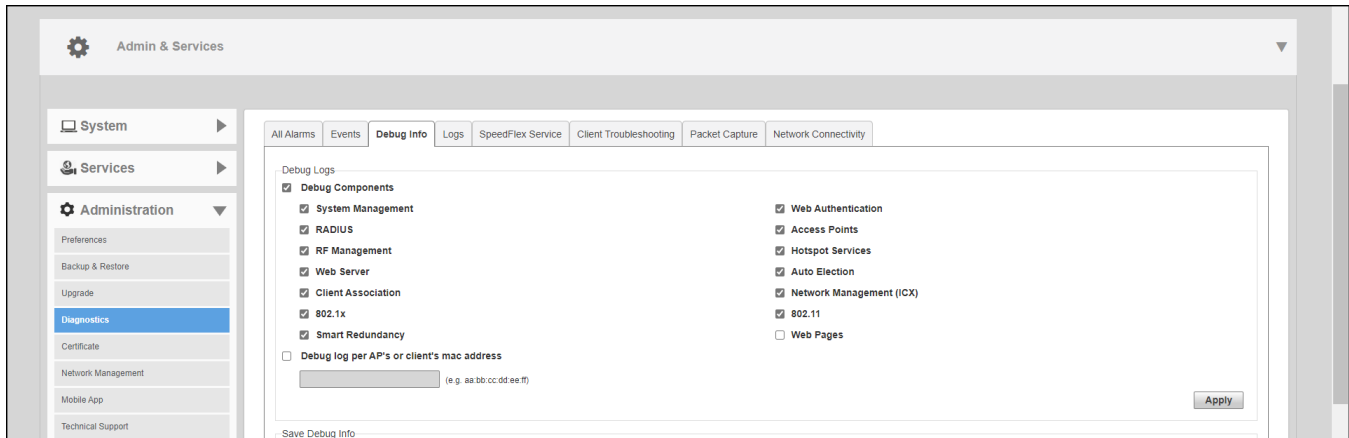 Admin & Services
System
Services
Administration
Preferences
Backup & Restore
Upgrade
Diagnostics
Certificate
Network Management
Mobile App
Technical Support
All Alarms Events Debug Info Logs SpeedFlex Service Client Troubleshooting Packet Capture Network Connectivity
Debug Logs
Debug Components
System Management Web Authentication
RADIUS Access Points
RF Management Hotspot Services
Web Server Auto Election
Client Association Network Management (ICX)
802.1x 802.11
Smart Redundancy Web Pages
Debug log per AP's or client's mac address
(e.g. aa:bb:cc:dd:ee:ff)
Apply
Save Debug Info